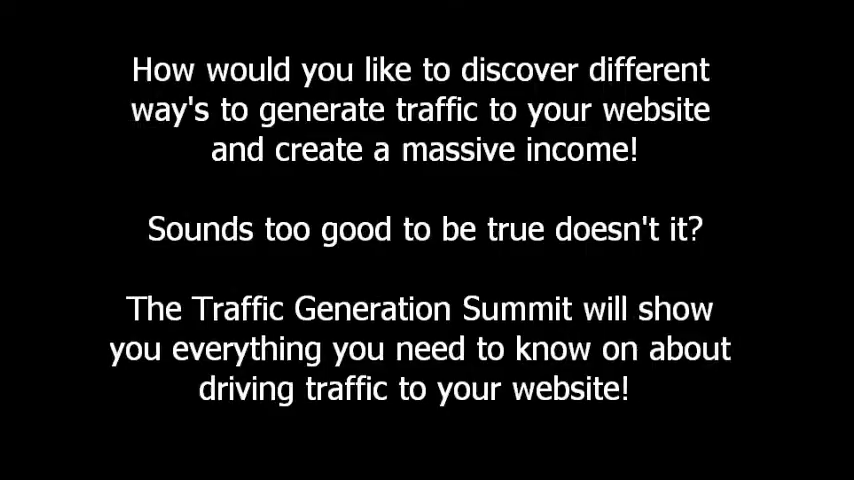 How would you like to discover different
way's to generate traffic to your website
and create a massive income!
Sounds too good to be true doesn't it?
The Traffic Generation Summit will show
you everything you need to know on about
driving traffic to your website!